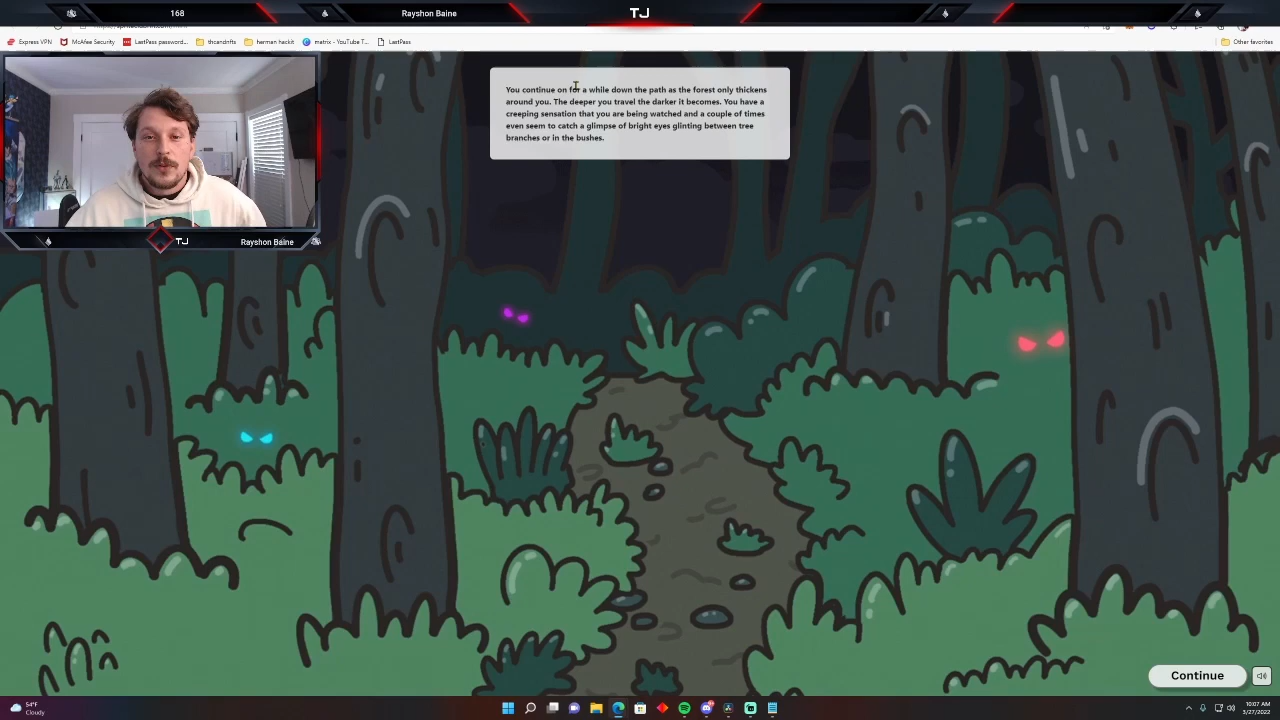 168
Rayshon Baine
TJ
Express VPN
McAfee Security
LastPass password...
thcandnfts
herman hackit
matrix - YouTube T...
LastPass
Other favorites
You continue on for a while down the path as the forest only thickens
around you. The deeper you travel the darker it becomes. You have a
creeping sensation that you are being watched and a couple of times
even seem to catch a glimpse of bright eyes glinting between tree
branches or in the bushes.
TJ
Rayshon Baine
Continue
54°F
Cloudy
10:07 AM
3/27/2022